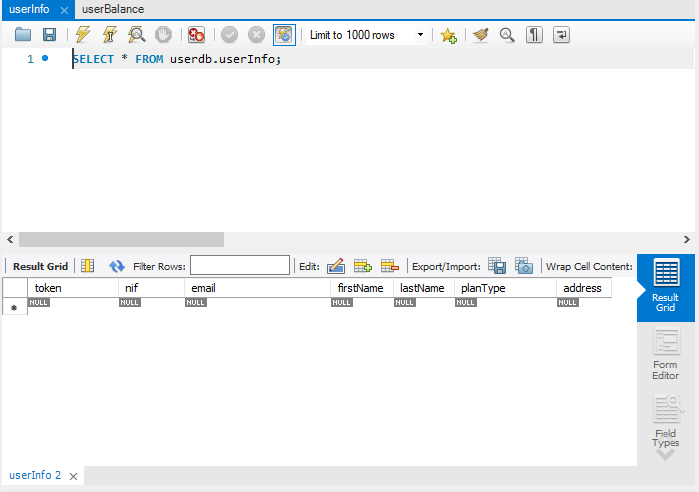 userInfo userBalance
Limit to 1000 rows
1 SELECT * FROM userdb.userInfo;
Result Grid Filter Rows: Edit: Export/Import: Wrap Cell Content:
token nif email firstName lastName planType address
NULL NULL NULL NULL NULL NULL NULL
Result
Grid
Form
Editor
Field
Types
userInfo 2